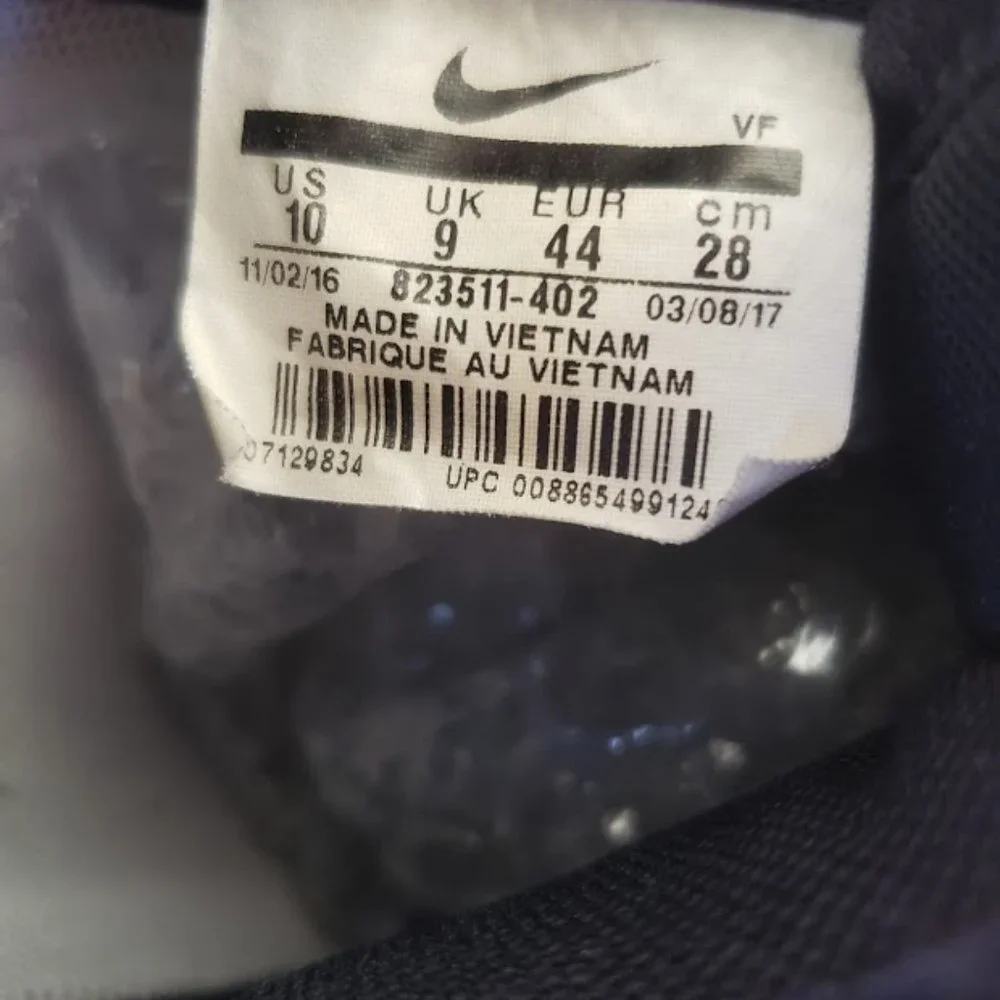 VF
US UK EUR cm
10 9 44 28
11/02/16 823511-402 03/08/17
MADE IN VIETNAM
FABRIQUE AU VIETNAM
07129834 UPC 008865499124